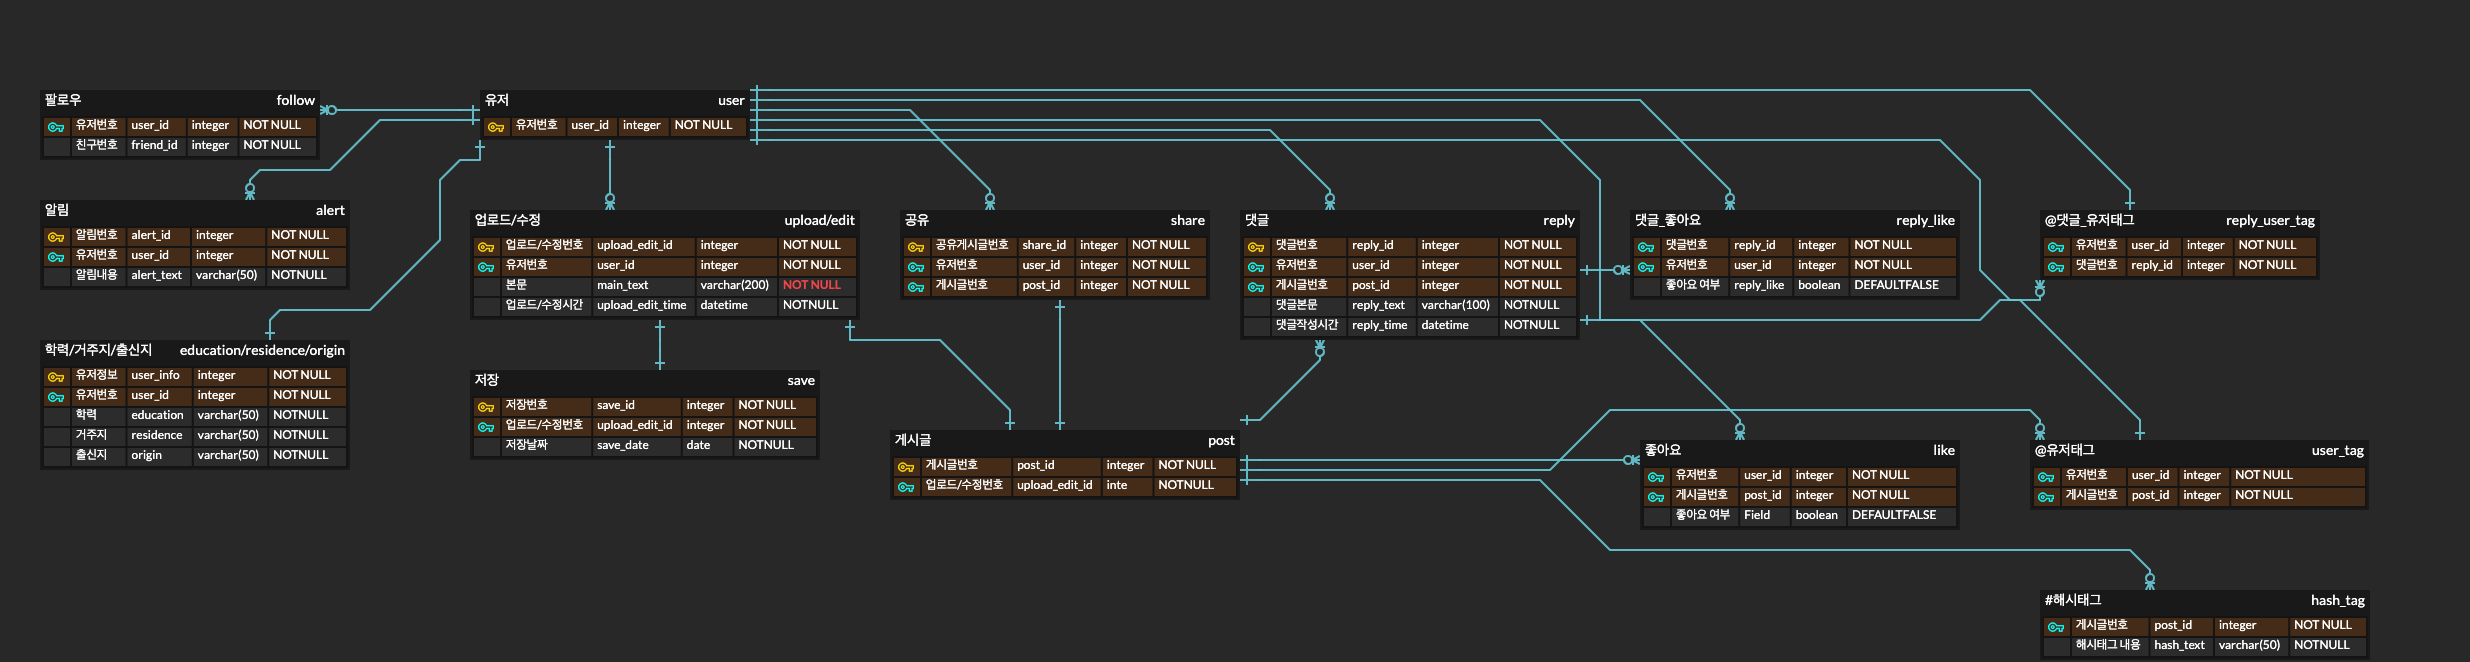 팔로우 follow
유저번호 user_id integer NOT NULL
친구번호 friend_id integer NOT NULL
유저 user
유저번호 user_id integer NOT NULL
알림 alert
알림번호 alert_id integer NOT NULL
유저번호 user_id integer NOT NULL
알림내용 alert_text varchar(50) NOTNULL
업로드/수정 upload/edit
업로드/수정번호 upload_edit_id integer NOT NULL
유저번호 user_id integer NOT NULL
본문 main_text varchar(200) NOT NULL
업로드/수정시간 upload_edit_time datetime NOTNULL
공유 share
공유게시글번호 share_id integer NOT NULL
유저번호 user_id integer NOT NULL
게시글번호 post_id integer NOT NULL
댓글 reply
댓글번호 reply_id integer NOT NULL
유저번호 user_id integer NOT NULL
게시글번호 post_id integer NOT NULL
댓글본문 reply_text varchar(100) NOTNULL
댓글작성시간 reply_time datetime NOTNULL
댓글_좋아요 reply_like
댓글번호 reply_id integer NOT NULL
유저번호 user_id integer NOT NULL
좋아요 여부 reply_like boolean DEFAULTFALSE
@댓글_유저태그 reply_user_tag
유저번호 user_id integer NOT NULL
댓글번호 reply_id integer NOT NULL
학력/거주지/출신지 education/residence/origin
유저정보 user_info integer NOT NULL
유저번호 user_id integer NOT NULL
학력 education varchar(50) NOTNULL
거주지 residence varchar(50) NOTNULL
출신지 origin varchar(50) NOTNULL
저장 save
저장번호 save_id integer NOT NULL
업로드/수정번호 upload_edit_id integer NOT NULL
저장날짜 save_date date NOTNULL
게시글 post
게시글번호 post_id integer NOT NULL
업로드/수정번호 upload_edit_id inte NOTNULL
좋아요 like
유저번호 user_id integer NOT NULL
게시글번호 post_id integer NOT NULL
좋아요 여부 Field boolean DEFAULTFALSE
@유저태그 user_tag
유저번호 user_id integer NOT NULL
게시글번호 post_id integer NOT NULL
#해시태그 hash_tag
게시글번호 post_id integer NOT NULL
해시태그 내용 hash_text varchar(50) NOTNULL